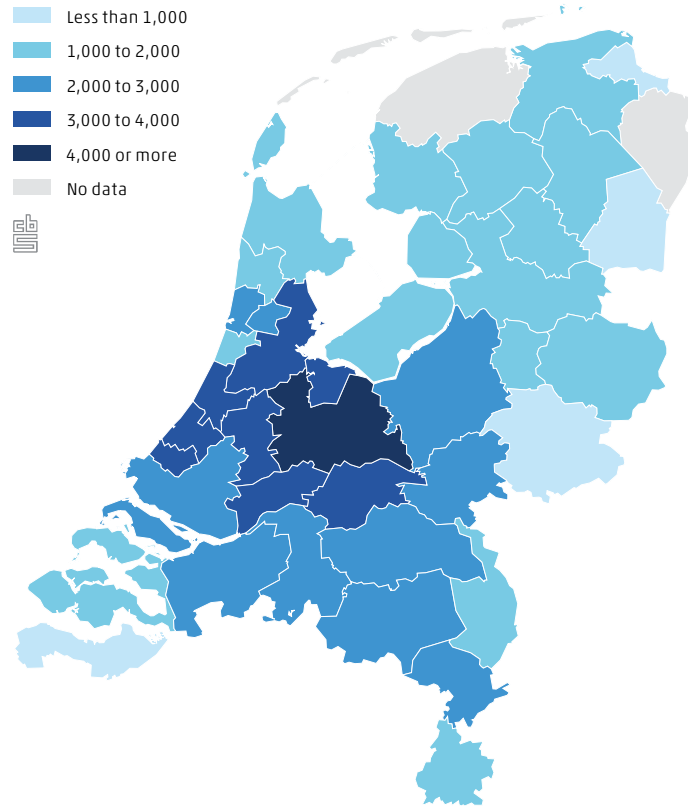 Less than 1,000
1,000 to 2,000
2,000 to 3,000
3,000 to 4,000
4,000 or more
No data
cbs